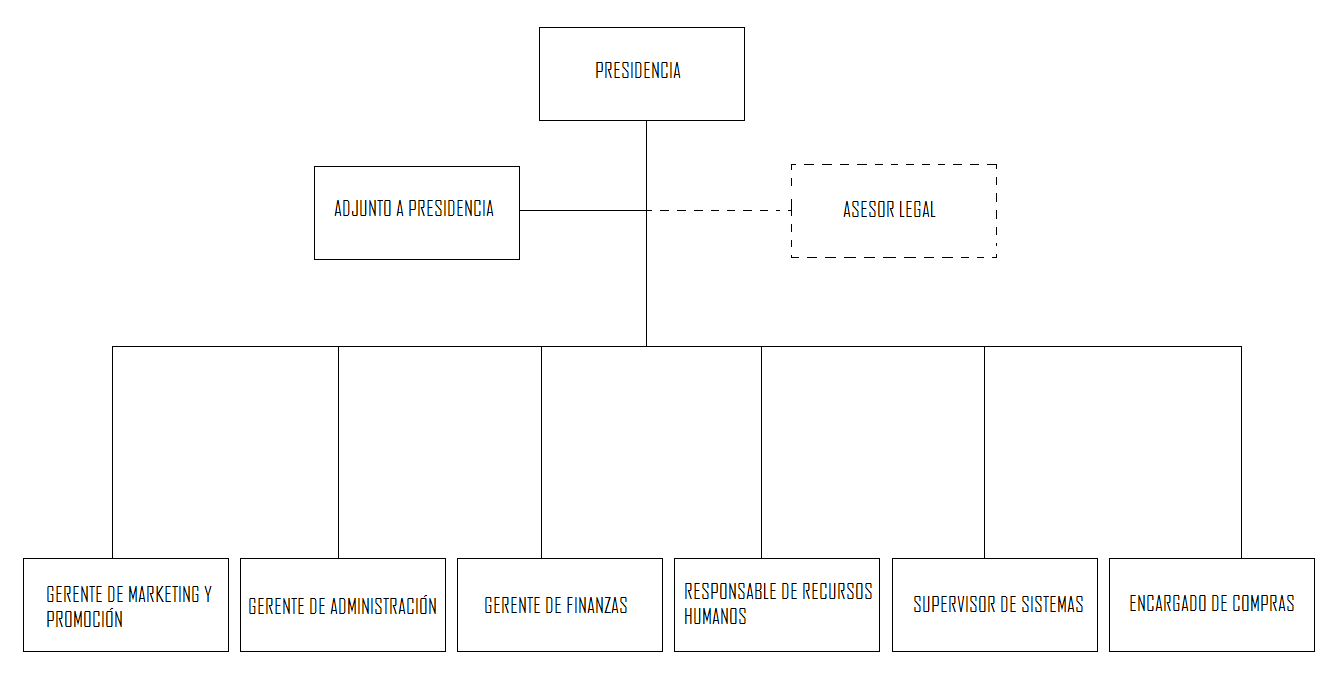 PRESIDENCIA
ADJUNTO A PRESIDENCIA
ASESOR LEGAL
GERENTE DE MARKETING Y
PROMOCIÓN
GERENTE DE ADMINISTRACIÓN
GERENTE DE FINANZAS
RESPONSABLE DE RECURSOS
HUMANOS
SUPERVISOR DE SISTEMAS
ENCARGADO DE COMPRAS